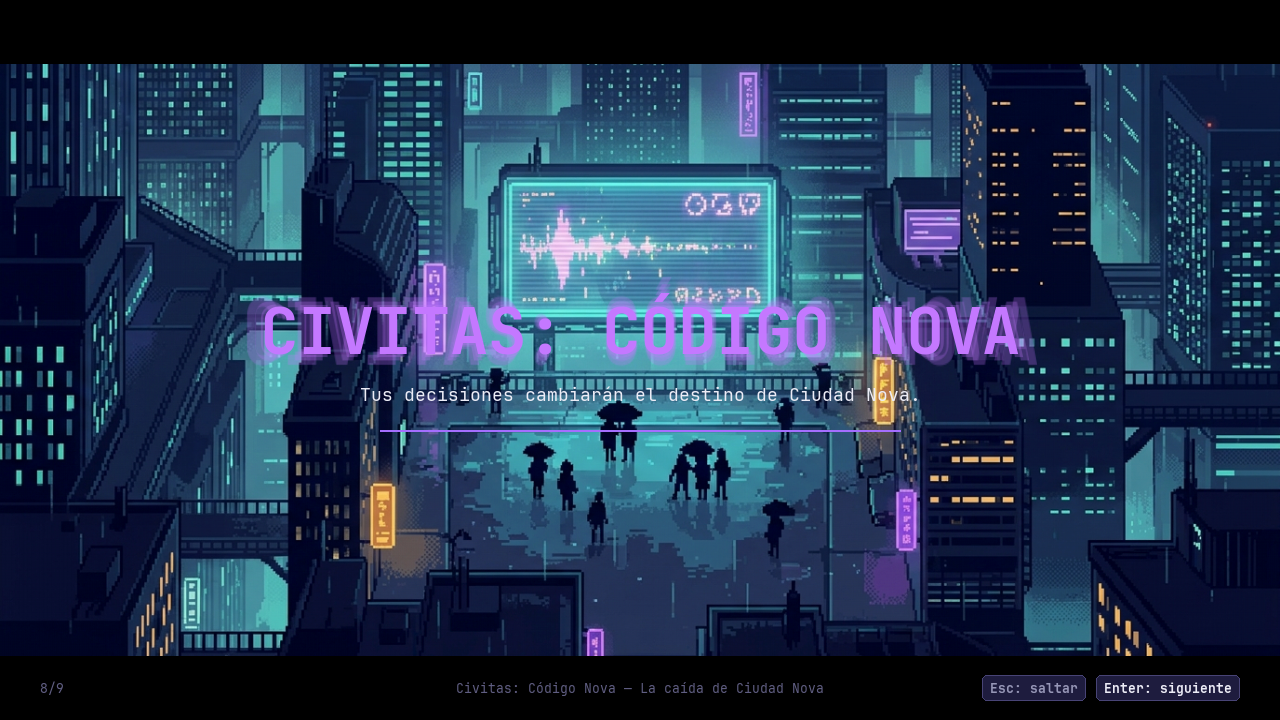 CIVITAS: CÓDIGO NOVA
Tus decisiones cambiarán el destino de Ciudad Nova.
8/9
Civitas: Código Nova — La caída de Ciudad Nova
Esc: saltar
Enter: siguiente